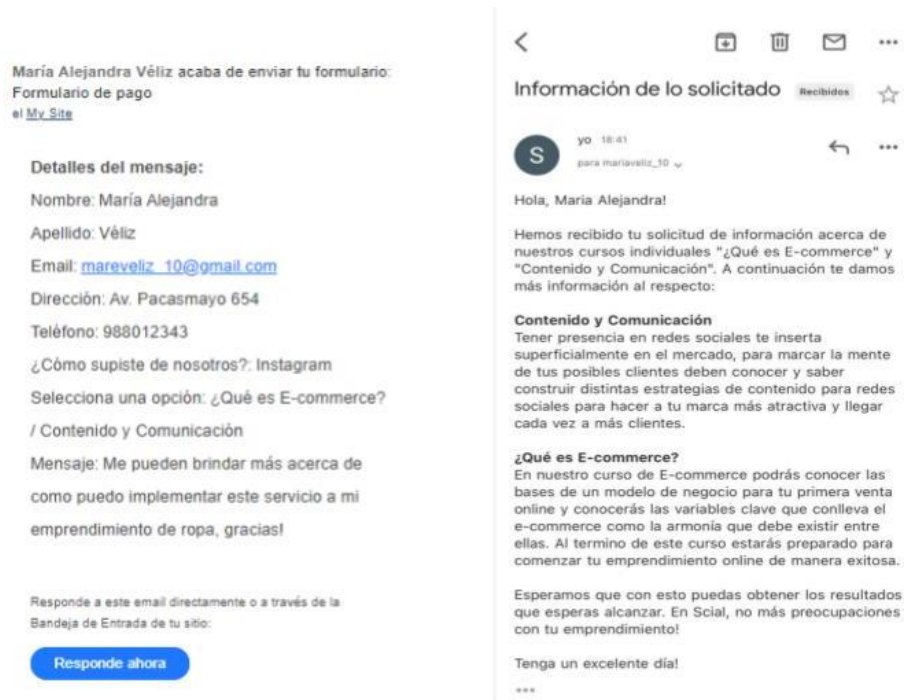 María Alejandra Véliz acaba de enviar tu formulario:
Formulario de pago
el My Site
Detalles del mensaje:
Nombre: María Alejandra
Apellido: Véliz
Email: mareveliz_10@gmail.com
Dirección: Av. Pacasmayo 654
Teléfono: 988012343
¿Cómo supiste de nosotros?: Instagram
Selecciona una opción: ¿Qué es E-commerce?
/ Contenido y Comunicación
Mensaje: Me pueden brindar más acerca de
como puedo implementar este servicio a mi
emprendimiento de ropa, gracias!
Responde a este email directamente o a través de la
Bandeja de Entrada de tu sitio:
Responde ahora
Información de lo solicitado Recibidos
S
yo 18:41
para mariaveliz_10
Hola, Maria Alejandra!
Hemos recibido tu solicitud de información acerca de
nuestros cursos individuales "¿Qué es E-commerce" y
"Contenido y Comunicación". A continuación te damos
más información al respecto:
Contenido y Comunicación
Tener presencia en redes sociales te inserta
superficialmente en el mercado, para marcar la mente
de tus posibles clientes deben conocer y saber
construir distintas estrategias de contenido para redes
sociales para hacer a tu marca más atractiva y llegar
cada vez a más clientes.
¿Qué es E-commerce?
En nuestro curso de E-commerce podrás conocer las
bases de un modelo de negocio para tu primera venta
online y conocerás las variables clave que conlleva el
e-commerce como la armonía que debe existir entre
ellas. Al termino de este curso estarás preparado para
comenzar tu emprendimiento online de manera exitosa.
Esperamos que con esto puedas obtener los resultados
que esperas alcanzar. En Scial, no más preocupaciones
con tu emprendimiento!
Tenga un excelente día!